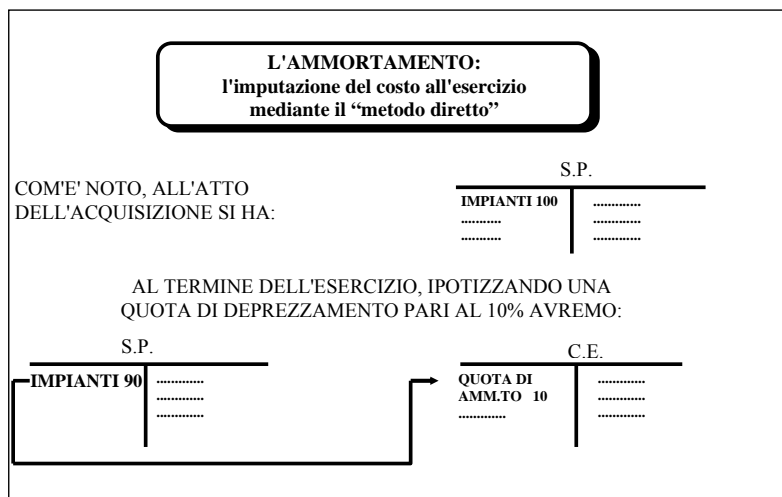 L'AMMORTAMENTO:
l'imputazione del costo all'esercizio
mediante il “metodo diretto”
COM'E' NOTO, ALL'ATTO
DELL'ACQUISIZIONE SI HA:
S.P.
IMPIANTI 100 .............
........... .............
........... .............
AL TERMINE DELL'ESERCIZIO, IPOTIZZANDO UNA
QUOTA DI DEPREZZAMENTO PARI AL 10% AVREMO:
S.P.
IMPIANTI 90 .............
.............
.............
C.E.
QUOTA DI .............
AMM.TO 10 .............
............. .............